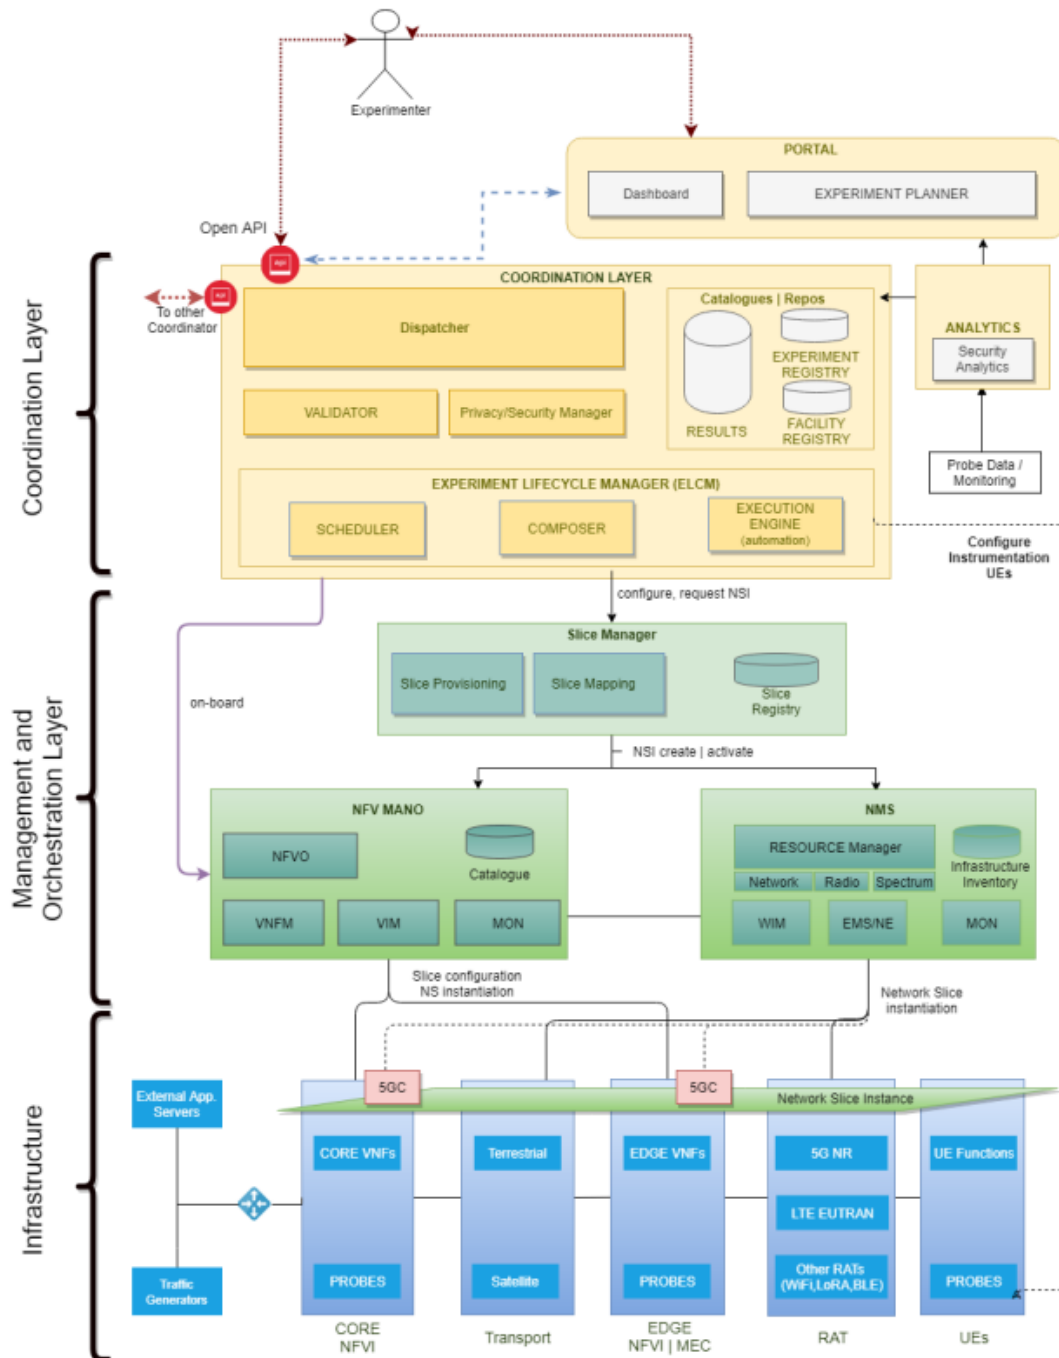 Experimenter
PORTAL
Dashboard
EXPERIMENT PLANNER
Open API
COORDINATION LAYER
To other
Coordinator
Dispatcher
Catalogues | Repos
EXPERIMENT
REGISTRY
RESULTS
FACILITY
REGISTRY
ANALYTICS
Security
Analytics
VALIDATOR
Privacy/Security Manager
Probe Data /
Monitoring
EXPERIMENT LIFECYCLE MANAGER (ELCM)
SCHEDULER
COMPOSER
EXECUTION
ENGINE
(automation)
Configure
Instrumentation
UEs
Coordination Layer
configure, request NSI
Slice Manager
Slice Provisioning
Slice Mapping
Slice
Registry
on-board
NSI create | activate
Management and
Orchestration Layer
NFV MANO
NFVO
Catalogue
VNFM
VIM
MON
NMS
RESOURCE Manager
Network
Radio
Spectrum
Infrastructure
Inventory
WIM
EMS/NE
MON
Slice configuration
NS instantiation
Network Slice
instantiation
Infrastructure
External App.
Servers
Traffic
Generators
5GC
5GC
Network Slice Instance
CORE VNFs
Terrestrial
EDGE VNFs
5G NR
UE Functions
LTE EUTRAN
PROBES
Satellite
PROBES
Other RATs
(WiFi,LoRA,BLE)
PROBES
CORE
NFVI
Transport
EDGE
NFVI | MEC
RAT
UEs